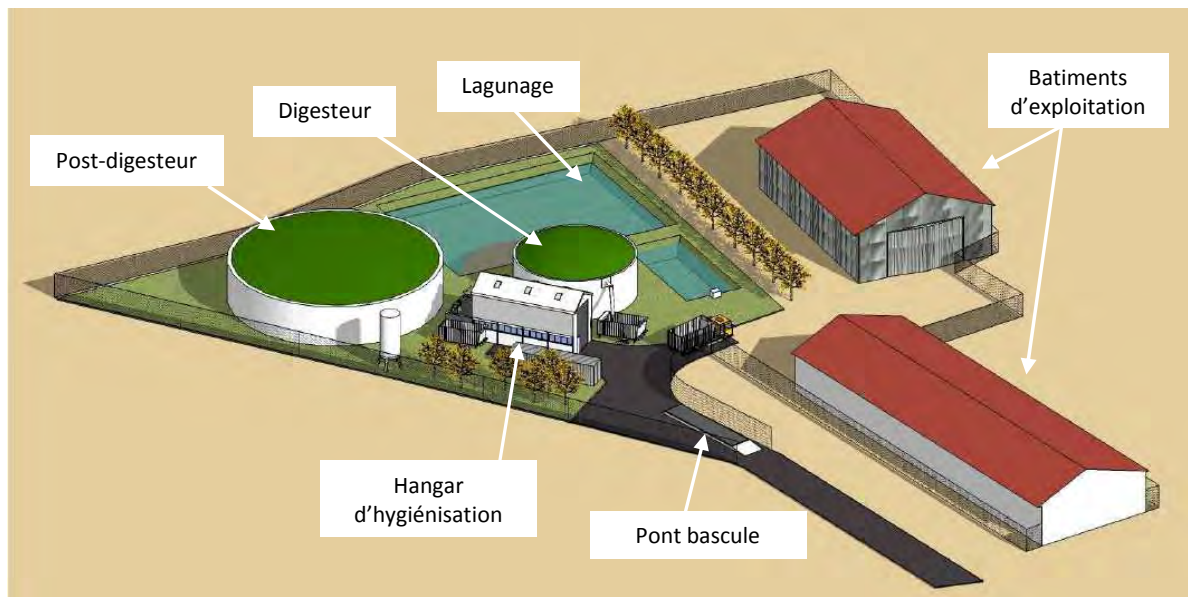 Lagunage
Batiments
d’exploitation
Digesteur
Post-digesteur
Hangar
d’hygiénisation
Pont bascule